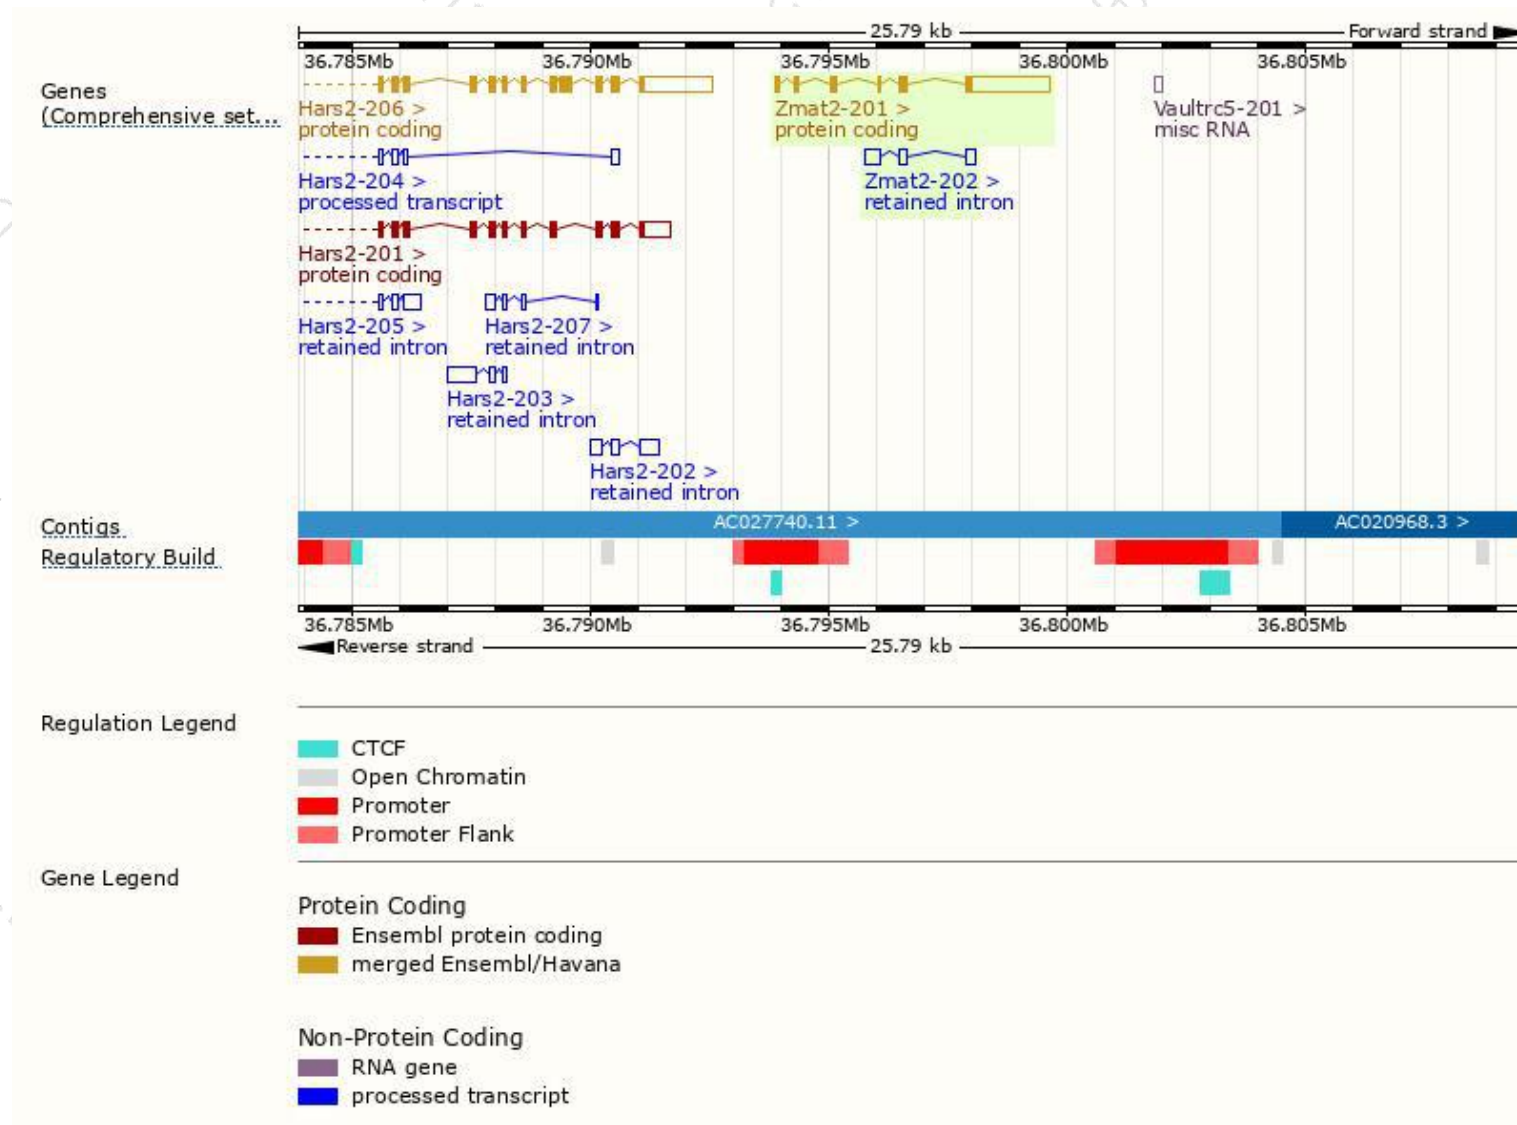 25.79 kb
Forward strand
36.785Mb 36.790Mb 36.795Mb 36.800Mb 36.805Mb
Genes
(Comprehensive set...
Hars2-206 >
protein coding
Zmat2-201 >
protein coding
Vaultrc5-201 >
misc RNA
Hars2-204 >
processed transcript
Zmat2-202 >
retained intron
Hars2-201 >
protein coding
Hars2-205 >
retained intron
Hars2-207 >
retained intron
Hars2-203 >
retained intron
Hars2-202 >
retained intron
Contigs
AC027740.11 >
AC020968.3 >
Regulatory Build
36.785Mb 36.790Mb 36.795Mb 36.800Mb 36.805Mb
Reverse strand
25.79 kb
Regulation Legend
CTCF
Open Chromatin
Promoter
Promoter Flank
Gene Legend
Protein Coding
Ensembl protein coding
merged Ensembl/Havana
Non-Protein Coding
RNA gene
processed transcript